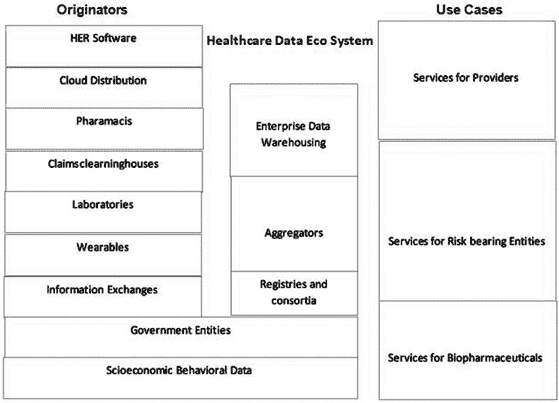 Originators
HER Software
Cloud Distribution
Pharamacis
Claimsclearninghouses
Laboratories
Wearables
Information Exchanges
Government Entities
Socioeconomic Behavioral Data
Healthcare Data Eco System
Enterprise Data
Warehousing
Aggregators
Registries and
consortia
Use Cases
Services for Providers
Services for Risk bearing Entities
Services for Biopharmaceuticals